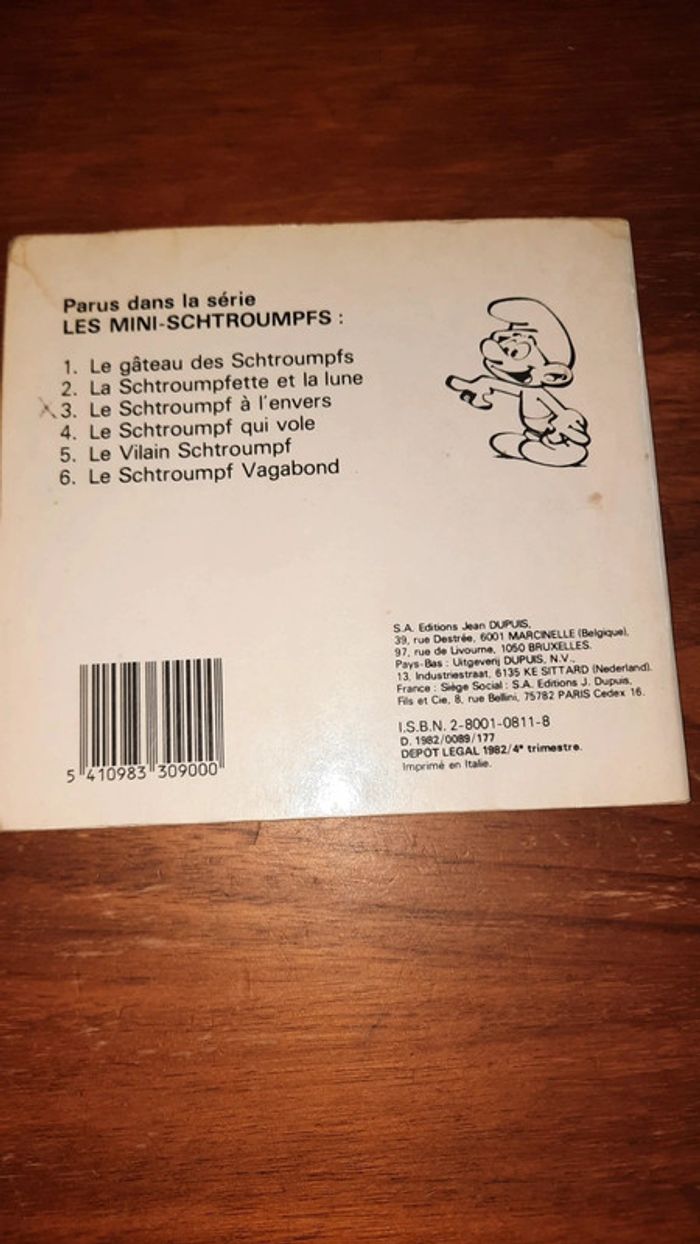 Parus dans la série
LES MINI-SCHTROUMPFS :
1. Le gâteau des Schtroumpfs
2. La Schtroumpfette et la lune
3. Le Schtroumpf à l'envers
4. Le Schtroumpf qui vole
5. Le Vilain Schtroumpf
6. Le Schtroumpf Vagabond
S.A. Editions Jean DUPUIS,
39, rue Destrée, 6001 MARCINELLE (Belgique).
97, rue de Livourne, 1050 BRUXELLES.
Pays-Bas : Uitgeverij DUPUIS, N.V.,
13, Industriestraat, 6135 KE SITTARD (Nederland).
France : Siège Social : S.A. Editions J. Dupuis,
Fils et Cie, 8, rue Bellini, 75782 PARIS Cedex 16.
I.S.B.N. 2-8001-0811-8
D. 1982/0089/177
DEPOT LEGAL 1982/4e trimestre.
Imprimé en Italie.
5 410983 309000